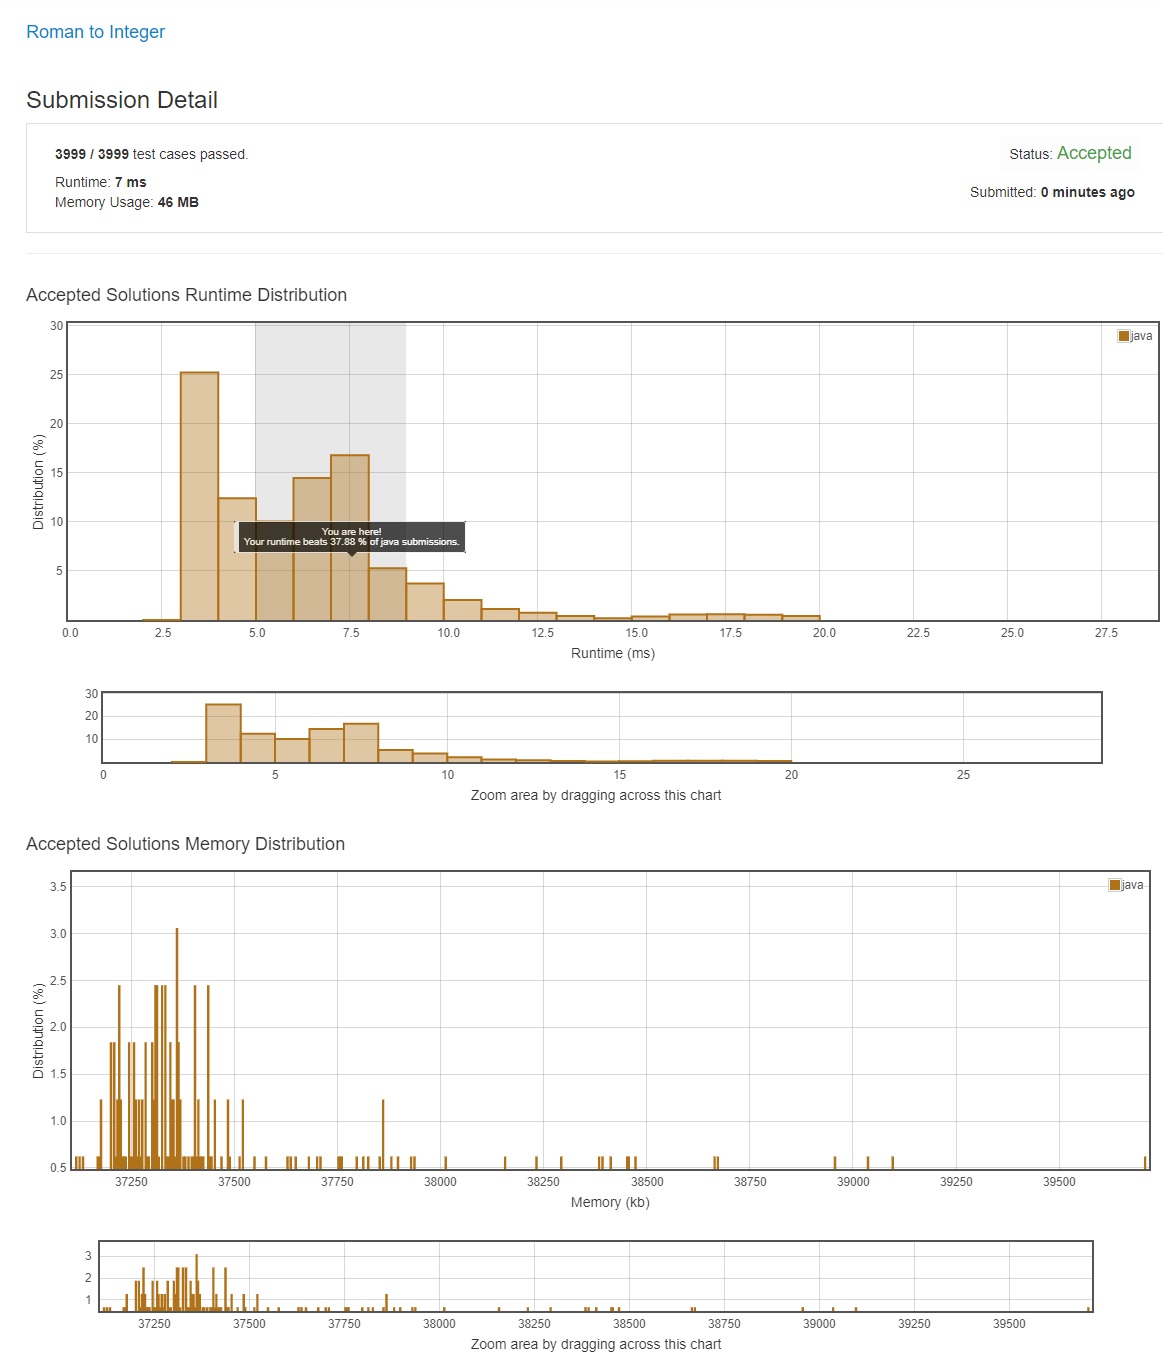 Roman to Integer
Submission Detail
3999 / 3999 test cases passed.
Status: Accepted
Runtime: 7 ms
Submitted: 0 minutes ago
Memory Usage: 46 MB
Accepted Solutions Runtime Distribution
30
java
25
20
15
10
5
Distribution (%)
You are here!
Your runtime beats 37.88 % of java submissions.
0.0 2.5 5.0 7.5 10.0 12.5 15.0 17.5 20.0 22.5 25.0 27.5
Runtime (ms)
30
20
10
0 5 10 15 20 25
Zoom area by dragging across this chart
Accepted Solutions Memory Distribution
java
3.5
3.0
2.5
2.0
1.5
1.0
0.5
Distribution (%)
37250 37500 37750 38000 38250 38500 38750 39000 39250 39500
Memory (kb)
3
2
1
37250 37500 37750 38000 38250 38500 38750 39000 39250 39500
Zoom area by dragging across this chart